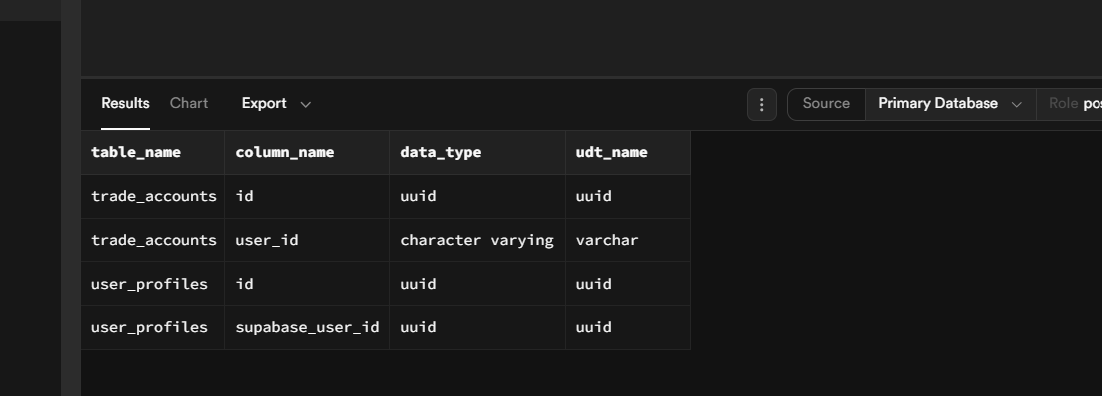 Results Chart Export Source Primary Database Role
table_name column_name data_type udt_name
trade_accounts id uuid uuid
trade_accounts user_id character varying varchar
user_profiles id uuid uuid
user_profiles supabase_user_id uuid uuid